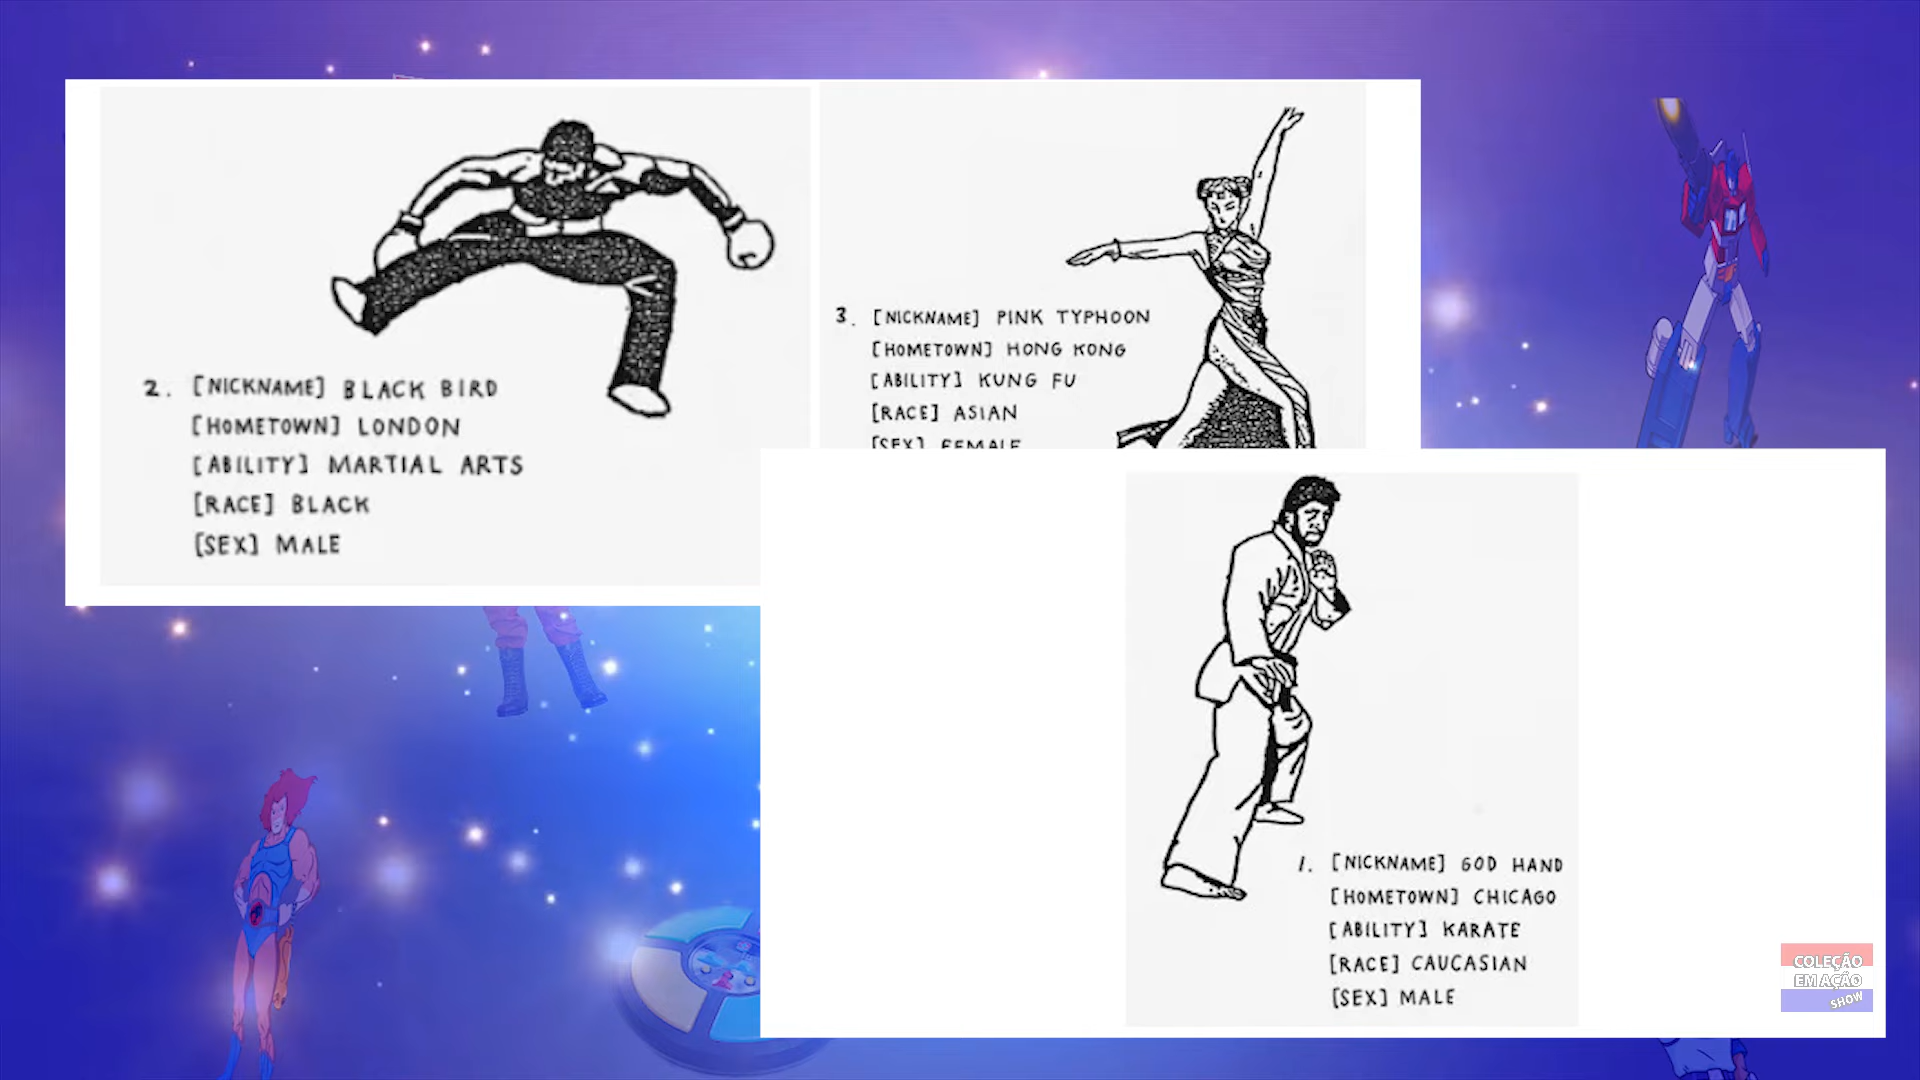 2. [NICKNAME] BLACK BIRD
[HOMETOWN] LONDON
[ABILITY] MARTIAL ARTS
[RACE] BLACK
[SEX] MALE
3. [NICKNAME] PINK TYPHOON
[HOMETOWN] HONG KONG
[ABILITY] KUNG FU
[RACE] ASIAN
[SEX] FEMALE
1. [NICKNAME] GOD HAND
[HOMETOWN] CHICAGO
[ABILITY] KARATE
[RACE] CAUCASIAN
[SEX] MALE
COLEÇÃO
EM AÇÃO
SHOW